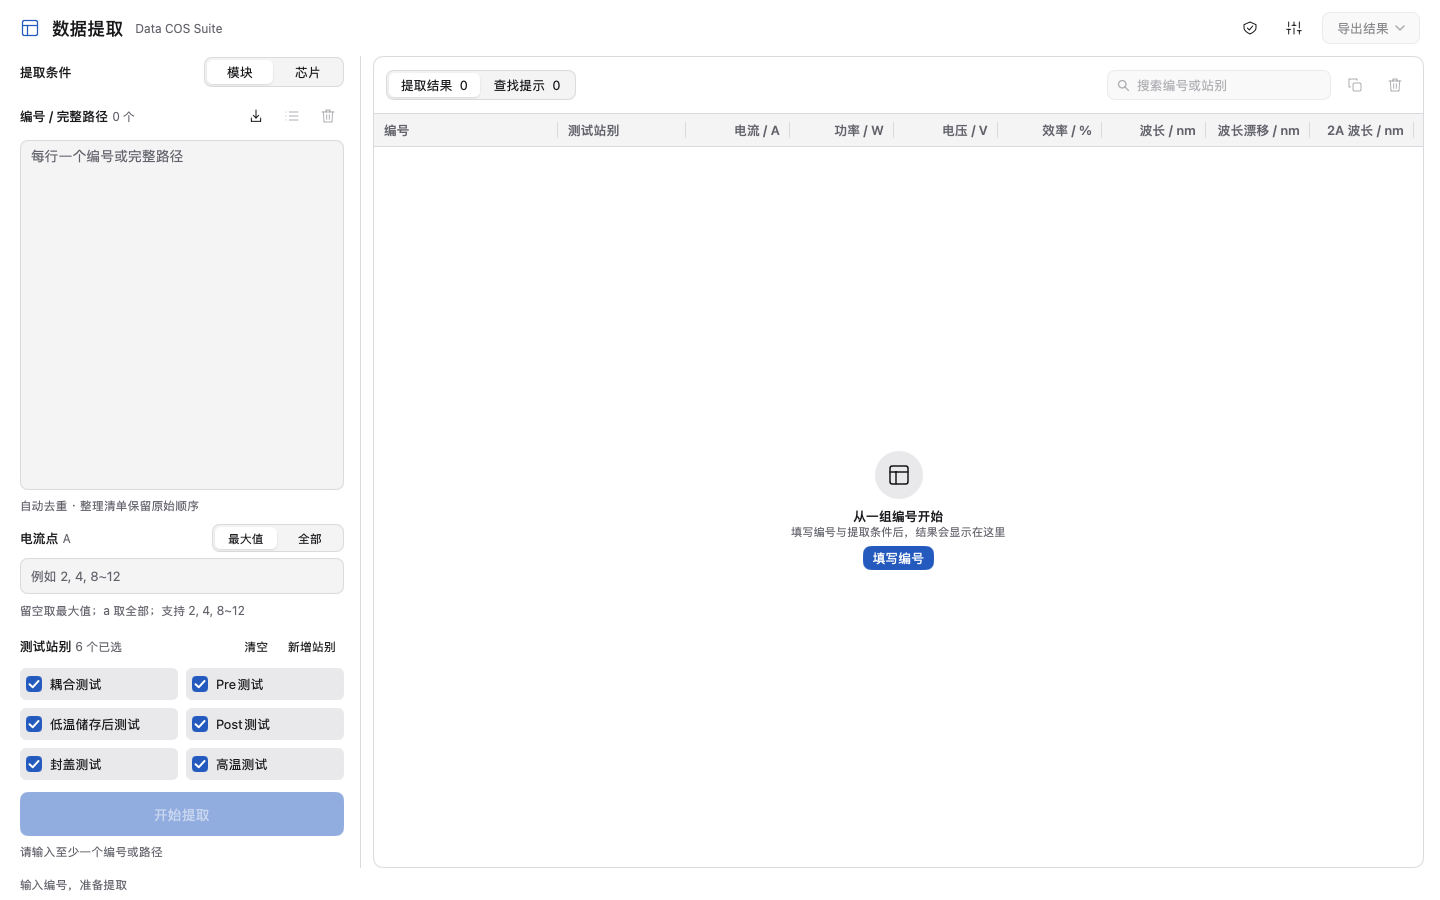 数据提取 Data COS Suite
导出结果
提取条件
模块 芯片
编号 / 完整路径 0 个
每行一个编号或完整路径
自动去重 · 整理清单保留原始顺序
电流点 A
最大值 全部
例如 2, 4, 8~12
留空取最大值；a 取全部；支持 2, 4, 8~12
测试站别 6 个已选
清空 新增站别
耦合测试 Pre 测试
低温储存后测试 Post 测试
封盖测试 高温测试
开始提取
请输入至少一个编号或路径
输入编号，准备提取
提取结果 0 查找提示 0
搜索编号或站别
编号 测试站别 电流 / A 功率 / W 电压 / V 效率 / % 波长 / nm 波长漂移 / nm 2A 波长 / nm
从一组编号开始
填写编号与提取条件后，结果会显示在这里
填写编号